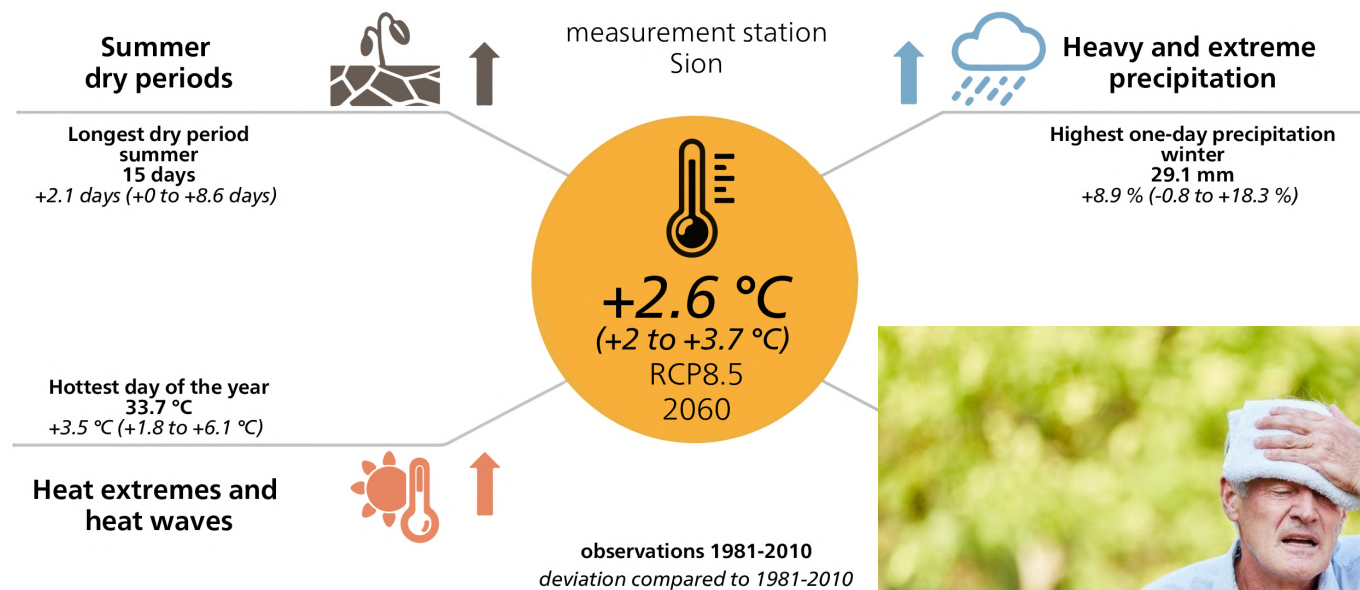 measurement station
Sion
Summer
dry periods
Longest dry period
summer
15 days
+2.1 days (+0 to +8.6 days)
Heavy and extreme
precipitation
Highest one-day precipitation
winter
29.1 mm
+8.9 % (-0.8 to +18.3 %)
+2.6 °C
(+2 to +3.7 °C)
RCP8.5
2060
Hottest day of the year
33.7 °C
+3.5 °C (+1.8 to +6.1 °C)
Heat extremes and
heat waves
observations 1981-2010
deviation compared to 1981-2010